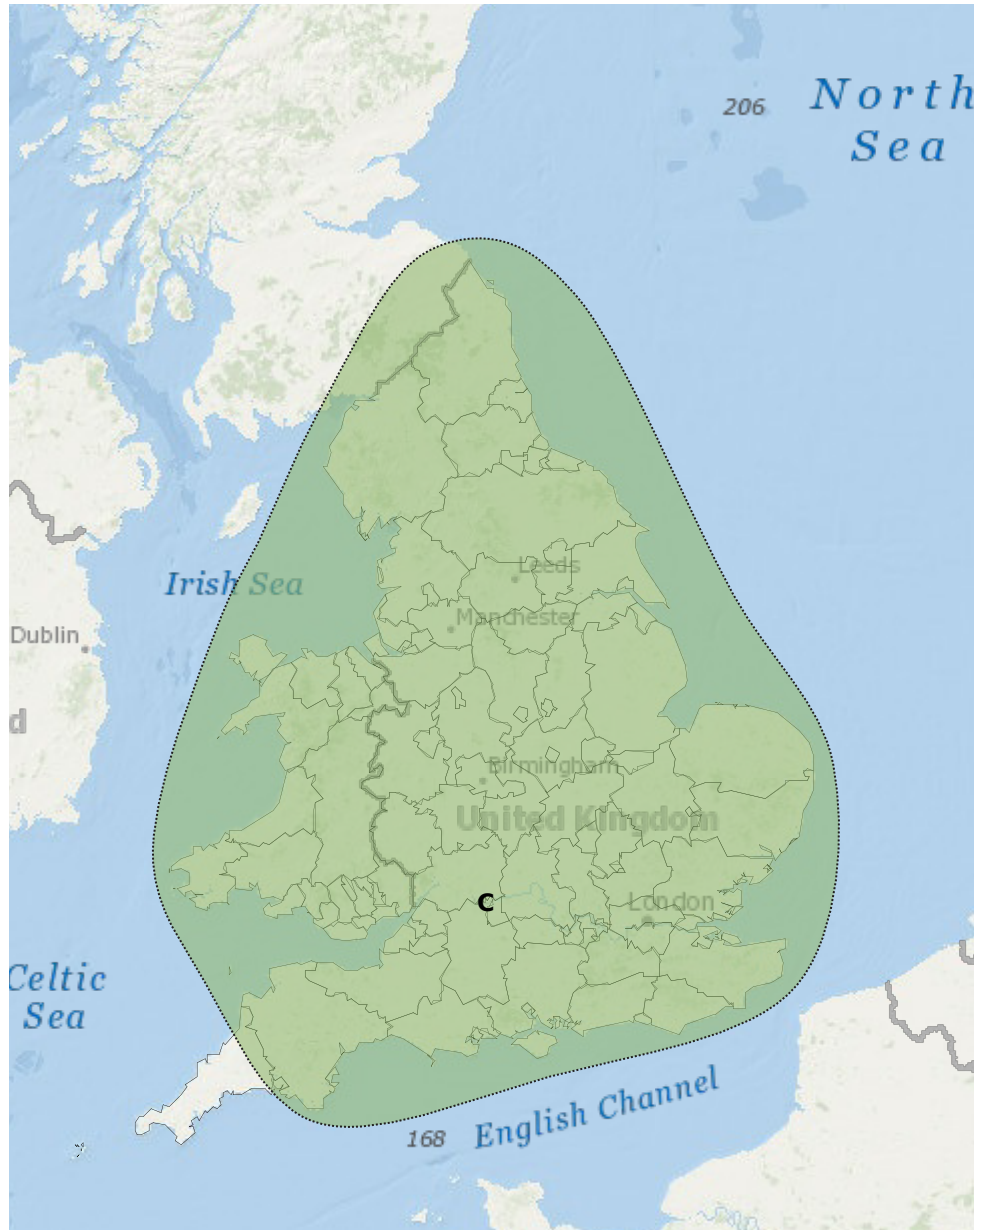 North
Sea
206
Leeds
Irish Sea
Manchester
Dublin
d
Birmingham
United Kingdom
C
London
Celtic
Sea
English Channel
168